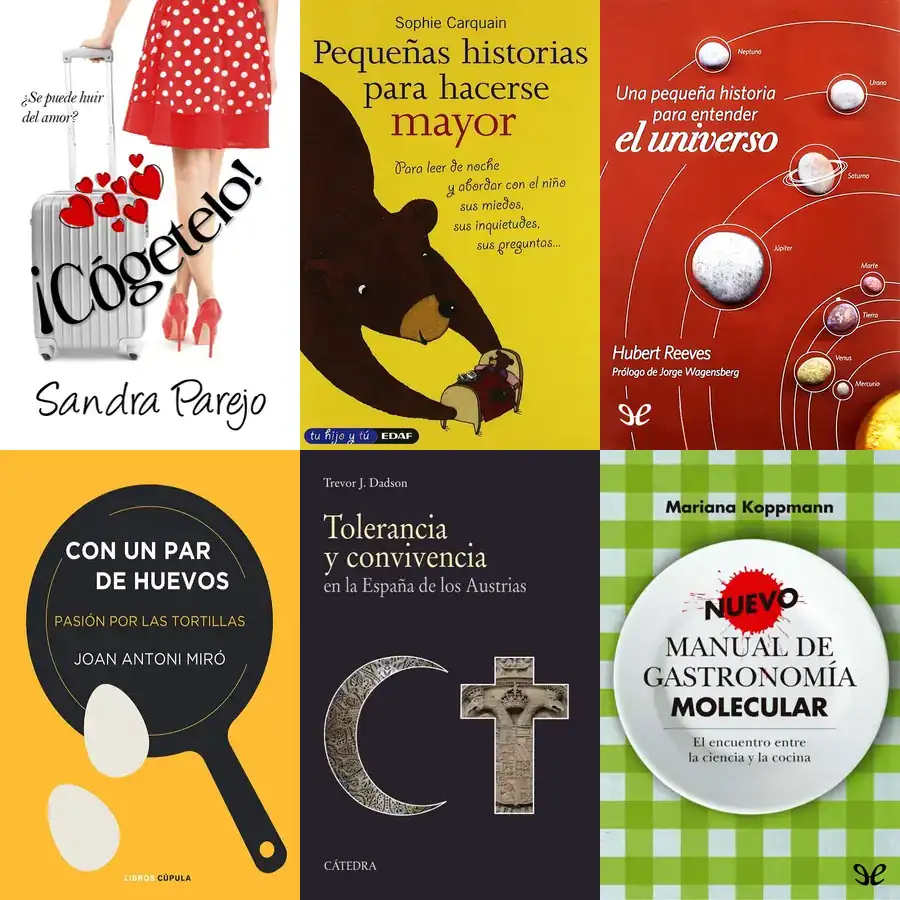 ¿Se puede huir
del amor?
¡Cógetelo!
Sandra Parejo
Sophie Carquain
Pequeñas historias
para hacerse
mayor
Para leer de noche
y abordar con el niño
sus miedos,
sus inquietudes,
sus preguntas...
tu hijo y tú EDAF
Neptuno
Urano
Una pequeña historia
para entender
el universo
Saturno
Júpiter
Marte
Tierra
Venus
Mercurio
Hubert Reeves
Prólogo de Jorge Wagensberg
CON UN PAR
DE HUEVOS
PASIÓN POR LAS TORTILLAS
JOAN ANTONI MIRÓ
LIBROS CÚPULA
Trevor J. Dadson
Tolerancia
y convivencia
en la España de los Austrias
CÁTEDRA
Mariana Koppmann
NUEVO
MANUAL DE
GASTRONOMÍA
MOLECULAR
El encuentro entre
la ciencia y la cocina